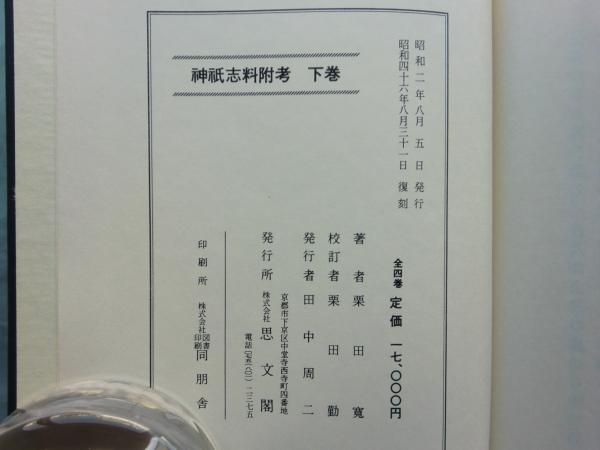 神祇志料附考　下巻
昭和二年八月五日発行
昭和四十六年八月三十一日復刻
全四巻 定価 一七、〇〇〇円
著者 栗田寛
校訂者 栗田勤
発行者 田中周二
京都市下京区中堂寺西寺町四番地
発行所 株式会社 思文閣
印刷所 株式会社 図書印刷 同朋舎